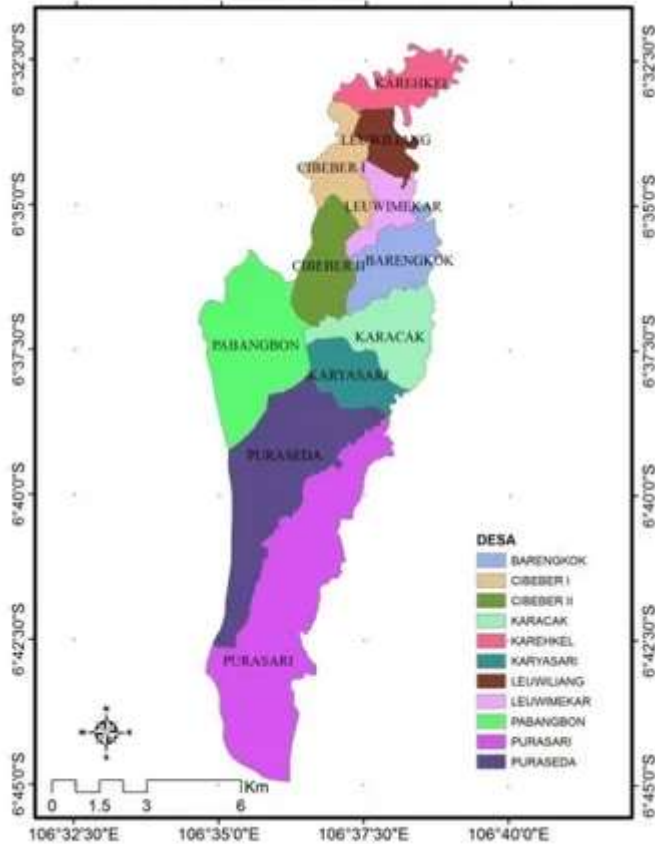 KAREHKEL
LEUWILIANG
CIBEBER I
LEUWIMEKAR
CIBEBER II
BARENGKOK
PABANGBON
KARACAK
KARYASARI
PURASEDA
PURASARI
DESA
BARENGKOK
CIBEBER I
CIBEBER II
KARACAK
KAREHKEL
KARYASARI
LEUWILIANG
LEUWIMEKAR
PABANGBON
PURASARI
PURASEDA
Km
0 1.5 3 6
6°32'30"S
6°35'0"S
6°37'30"S
6°40'0"S
6°42'30"S
6°45'0"S
6°32'30"S
6°35'0"S
6°37'30"S
6°40'0"S
6°42'30"S
6°45'0"S
106°32'30"E 106°35'0"E 106°37'30"E 106°40'0"E